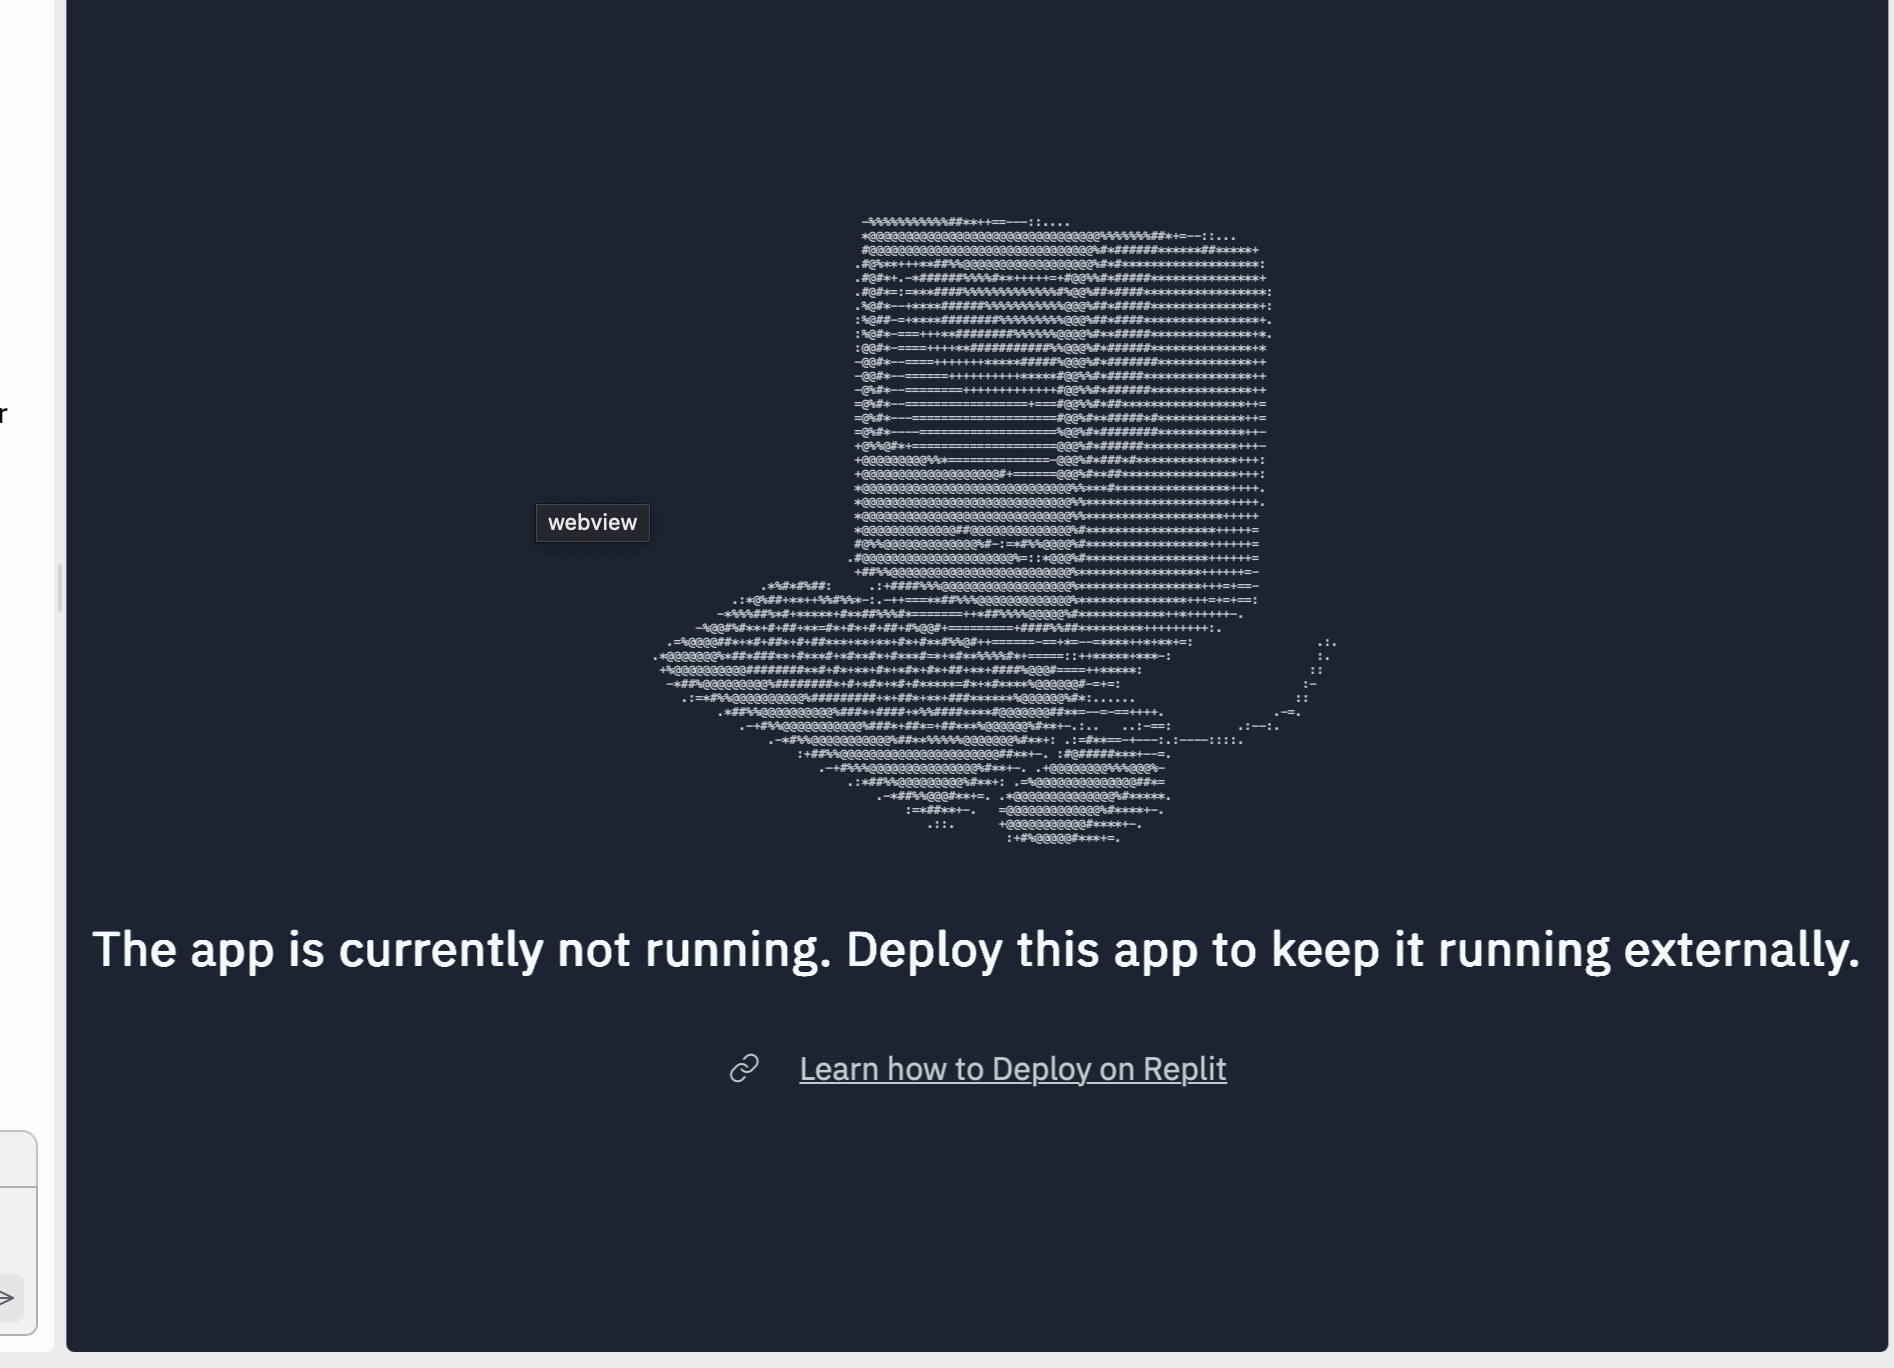 r
webview
The app is currently not running. Deploy this app to keep it running externally.
Learn how to Deploy on Replit